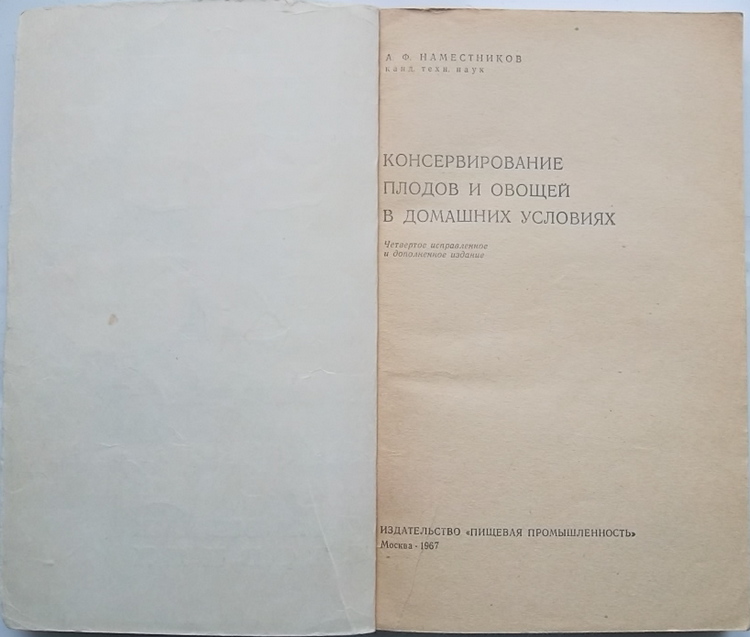 А. Ф. НАМЕСТНИКОВ
канд. техн. наук
КОНСЕРВИРОВАНИЕ
ПЛОДОВ И ОВОЩЕЙ
В ДОМАШНИХ УСЛОВИЯХ
Четвертое исправленное
и дополненное издание
ИЗДАТЕЛЬСТВО «ПИЩЕВАЯ ПРОМЫШЛЕННОСТЬ»
Москва - 1967